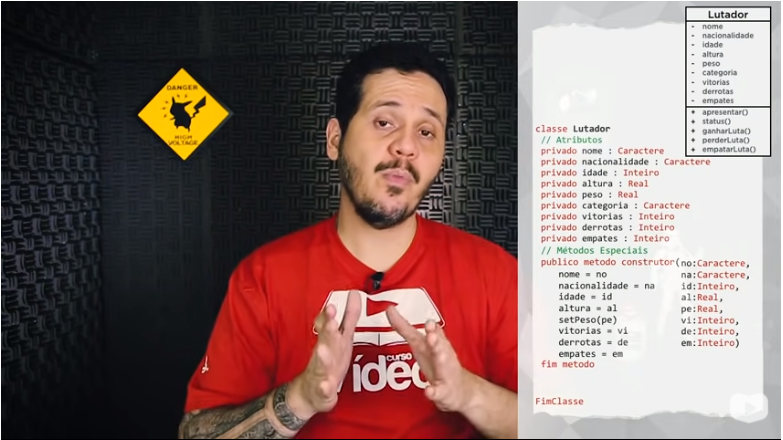 DANGER
HIGH
VOLTAGE
curso
vídeo
Lutador
- nome
- nacionalidade
- idade
- altura
- peso
- categoria
- vitorias
- derrotas
- empates
+ apresentar()
+ status()
+ ganharLuta()
+ perderLuta()
+ empatarLuta()
classe Lutador
// Atributos
privado nome : Caractere
privado nacionalidade : Caractere
privado idade : Inteiro
privado altura : Real
privado peso : Real
privado categoria : Caractere
privado vitorias : Inteiro
privado derrotas : Inteiro
privado empates : Inteiro
// Métodos Especiais
publico metodo construtor(no:Caractere,
nome = no na:Caractere,
nacionalidade = na id:Inteiro,
idade = id al:Real,
altura = al pe:Real,
setPeso(pe) vi:Inteiro,
vitorias = vi de:Inteiro,
derrotas = de em:Inteiro)
empates = em
fim metodo
FimClasse